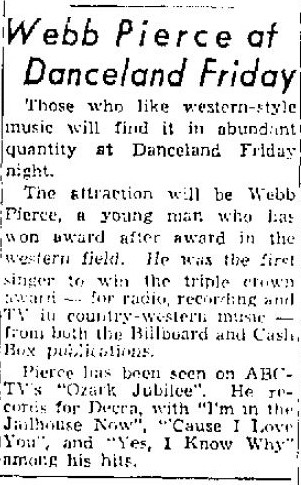 Webb Pierce at
Danceland Friday
Those who like western-style
music will find it in abundant
quantity at Danceland Friday
night.
The attraction will be Webb
Pierce, a young man who has
won award after award in the
western field. He was the first
singer to win the triple crown
award — for radio, recording and
TV in country-western music —
from both the Billboard and Cash
Box publications.
Pierce has been seen on ABC-
TV's "Ozark Jubilee". He re-
cords for Decca, with "I'm in the
Jailhouse Now", "'Cause I Love
You", and "Yes, I Know Why"
among his hits.